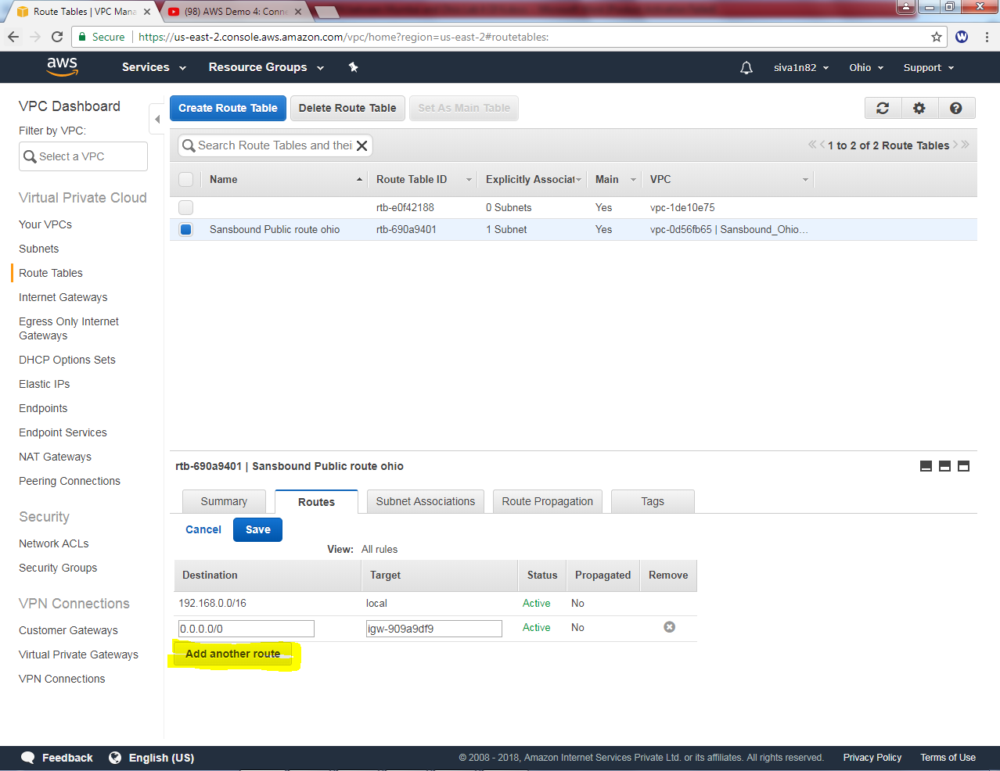 Route Tables | VPC Mana
(98) AWS Demo 4: Conne
Secure
https://us-east-2.console.aws.amazon.com/vpc/home?region=us-east-2#routetables:
W
aws
Services
Resource Groups
siva1n82
Ohio
Support
VPC Dashboard
Filter by VPC:
Select a VPC
Virtual Private Cloud
Your VPCs
Subnets
Route Tables
Internet Gateways
Egress Only Internet
Gateways
DHCP Options Sets
Elastic IPs
Endpoints
Endpoint Services
NAT Gateways
Peering Connections
Security
Network ACLs
Security Groups
VPN Connections
Customer Gateways
Virtual Private Gateways
VPN Connections
Create Route Table
Delete Route Table
Set As Main Table
?
Search Route Tables and thei
« < 1 to 2 of 2 Route Tables > »
Name Route Table ID Explicitly Associat Main VPC
rtb-e0f42188 0 Subnets Yes vpc-1de10e75
Sansbound Public route ohio rtb-690a9401 1 Subnet Yes vpc-0d56fb65 | Sansbound_Ohio...
rtb-690a9401 | Sansbound Public route ohio
Summary
Routes
Subnet Associations
Route Propagation
Tags
Cancel
Save
View: All rules
Destination Target Status Propagated Remove
192.168.0.0/16 local Active No
0.0.0.0/0 igw-909a9df9 Active No
Add another route
Feedback
English (US)
© 2008 - 2018, Amazon Internet Services Private Ltd. or its affiliates. All rights reserved.
Privacy Policy
Terms of Use